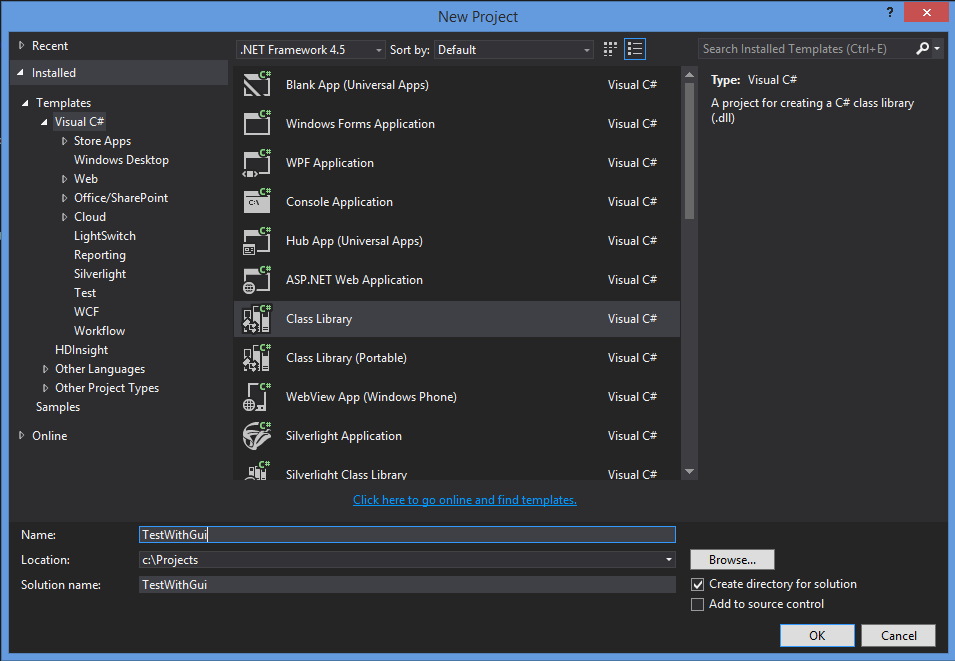 New Project
?
Recent
Installed
Templates
Visual C#
Store Apps
Windows Desktop
Web
Office/SharePoint
Cloud
LightSwitch
Reporting
Silverlight
Test
WCF
Workflow
HDInsight
Other Languages
Other Project Types
Samples
Online
.NET Framework 4.5 Sort by: Default
C# Blank App (Universal Apps) Visual C#
C# Windows Forms Application Visual C#
C# WPF Application Visual C#
C# C:\ Console Application Visual C#
C# Hub App (Universal Apps) Visual C#
C# ASP.NET Web Application Visual C#
C# Class Library Visual C#
C# Class Library (Portable) Visual C#
C# WebView App (Windows Phone) Visual C#
C# Silverlight Application Visual C#
C# Silverlight Class Library Visual C#
Click here to go online and find templates.
Search Installed Templates (Ctrl+E)
Type: Visual C#
A project for creating a C# class library
(.dll)
Name: TestWithGui
Location: c:\Projects Browse...
Solution name: TestWithGui
Create directory for solution
Add to source control
OK Cancel